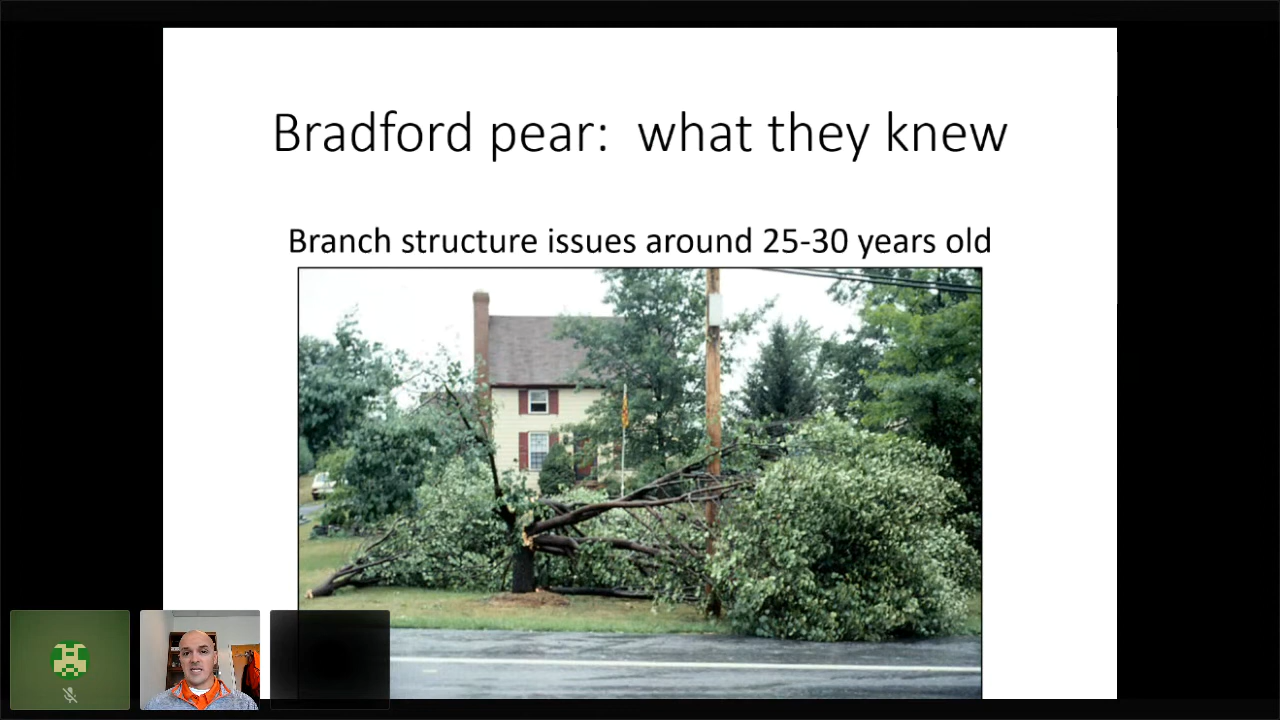 Bradford pear:  what they knew
Branch structure issues around 25-30 years old